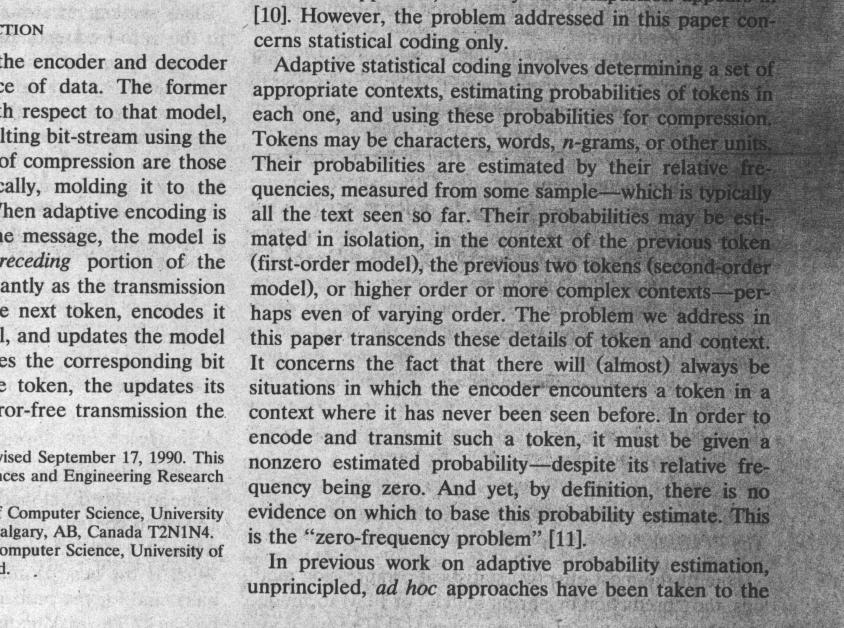 CTION
the encoder and decoder
ce of data. The former
th respect to that model,
lting bit-stream using the
of compression are those
cally, molding it to the
When adaptive encoding is
ne message, the model is
receding portion of the
antly as the transmission
e next token, encodes it
l, and updates the model
es the corresponding bit
e token, the updates its
ror-free transmission the
vised September 17, 1990. This
nces and Engineering Research
f Computer Science, University
algary, AB, Canada T2N1N4.
omputer Science, University of
d.
[10]. However, the problem addressed in this paper con-
cerns statistical coding only.
Adaptive statistical coding involves determining a set of
appropriate contexts, estimating probabilities of tokens in
each one, and using these probabilities for compression.
Tokens may be characters, words, n-grams, or other units.
Their probabilities are estimated by their relative fre-
quencies, measured from some sample—which is typically
all the text seen so far. Their probabilities may be esti-
mated in isolation, in the context of the previous token
(first-order model), the previous two tokens (second-order
model), or higher order or more complex contexts—per-
haps even of varying order. The problem we address in
this paper transcends these details of token and context.
It concerns the fact that there will (almost) always be
situations in which the encoder encounters a token in a
context where it has never been seen before. In order to
encode and transmit such a token, it must be given a
nonzero estimated probability—despite its relative fre-
quency being zero. And yet, by definition, there is no
evidence on which to base this probability estimate. This
is the “zero-frequency problem” [11].
In previous work on adaptive probability estimation,
unprincipled, ad hoc approaches have been taken to the